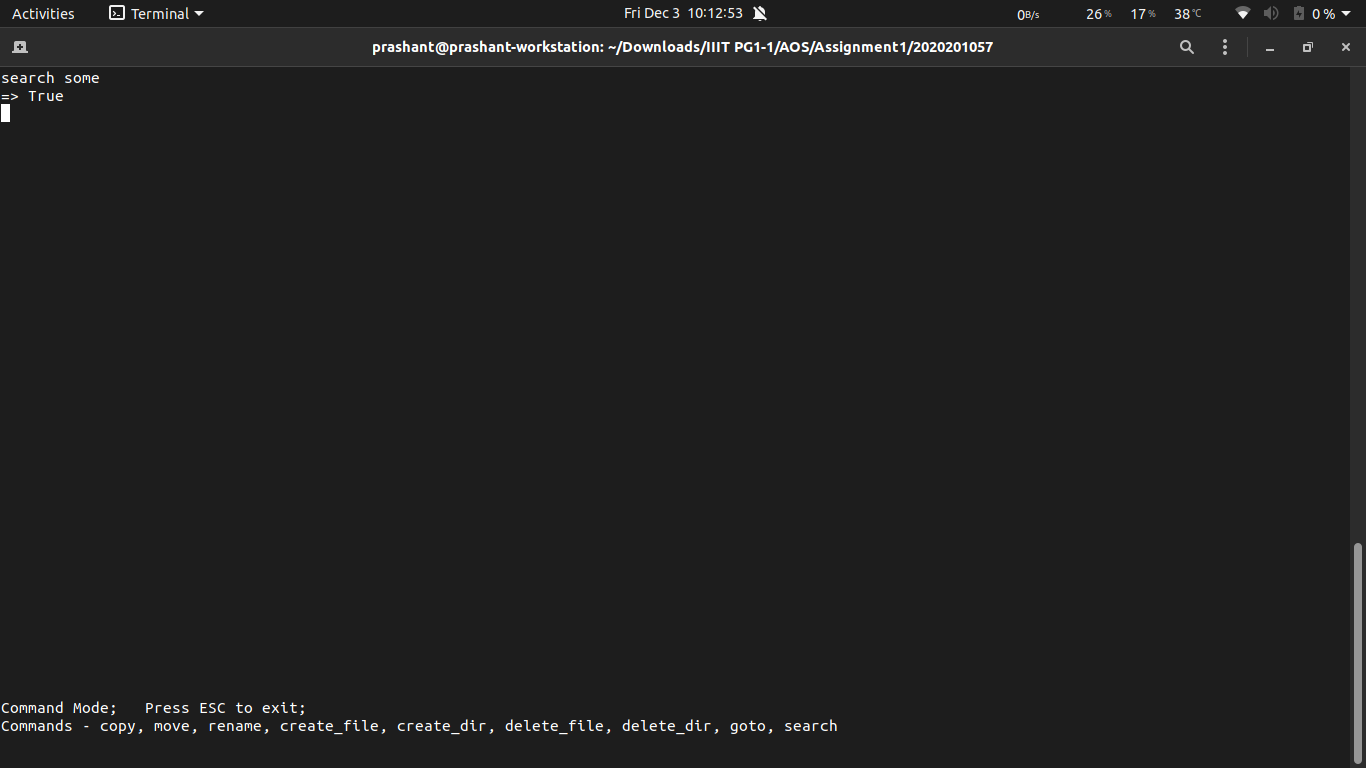 Activities Terminal Fri Dec 3 10:12:53 0B/s 26% 17% 38°C 0 %
prashant@prashant-workstation: ~/Downloads/IIIT PG1-1/AOS/Assignment1/2020201057
search some
=> True
Command Mode;   Press ESC to exit;
Commands - copy, move, rename, create_file, create_dir, delete_file, delete_dir, goto, search